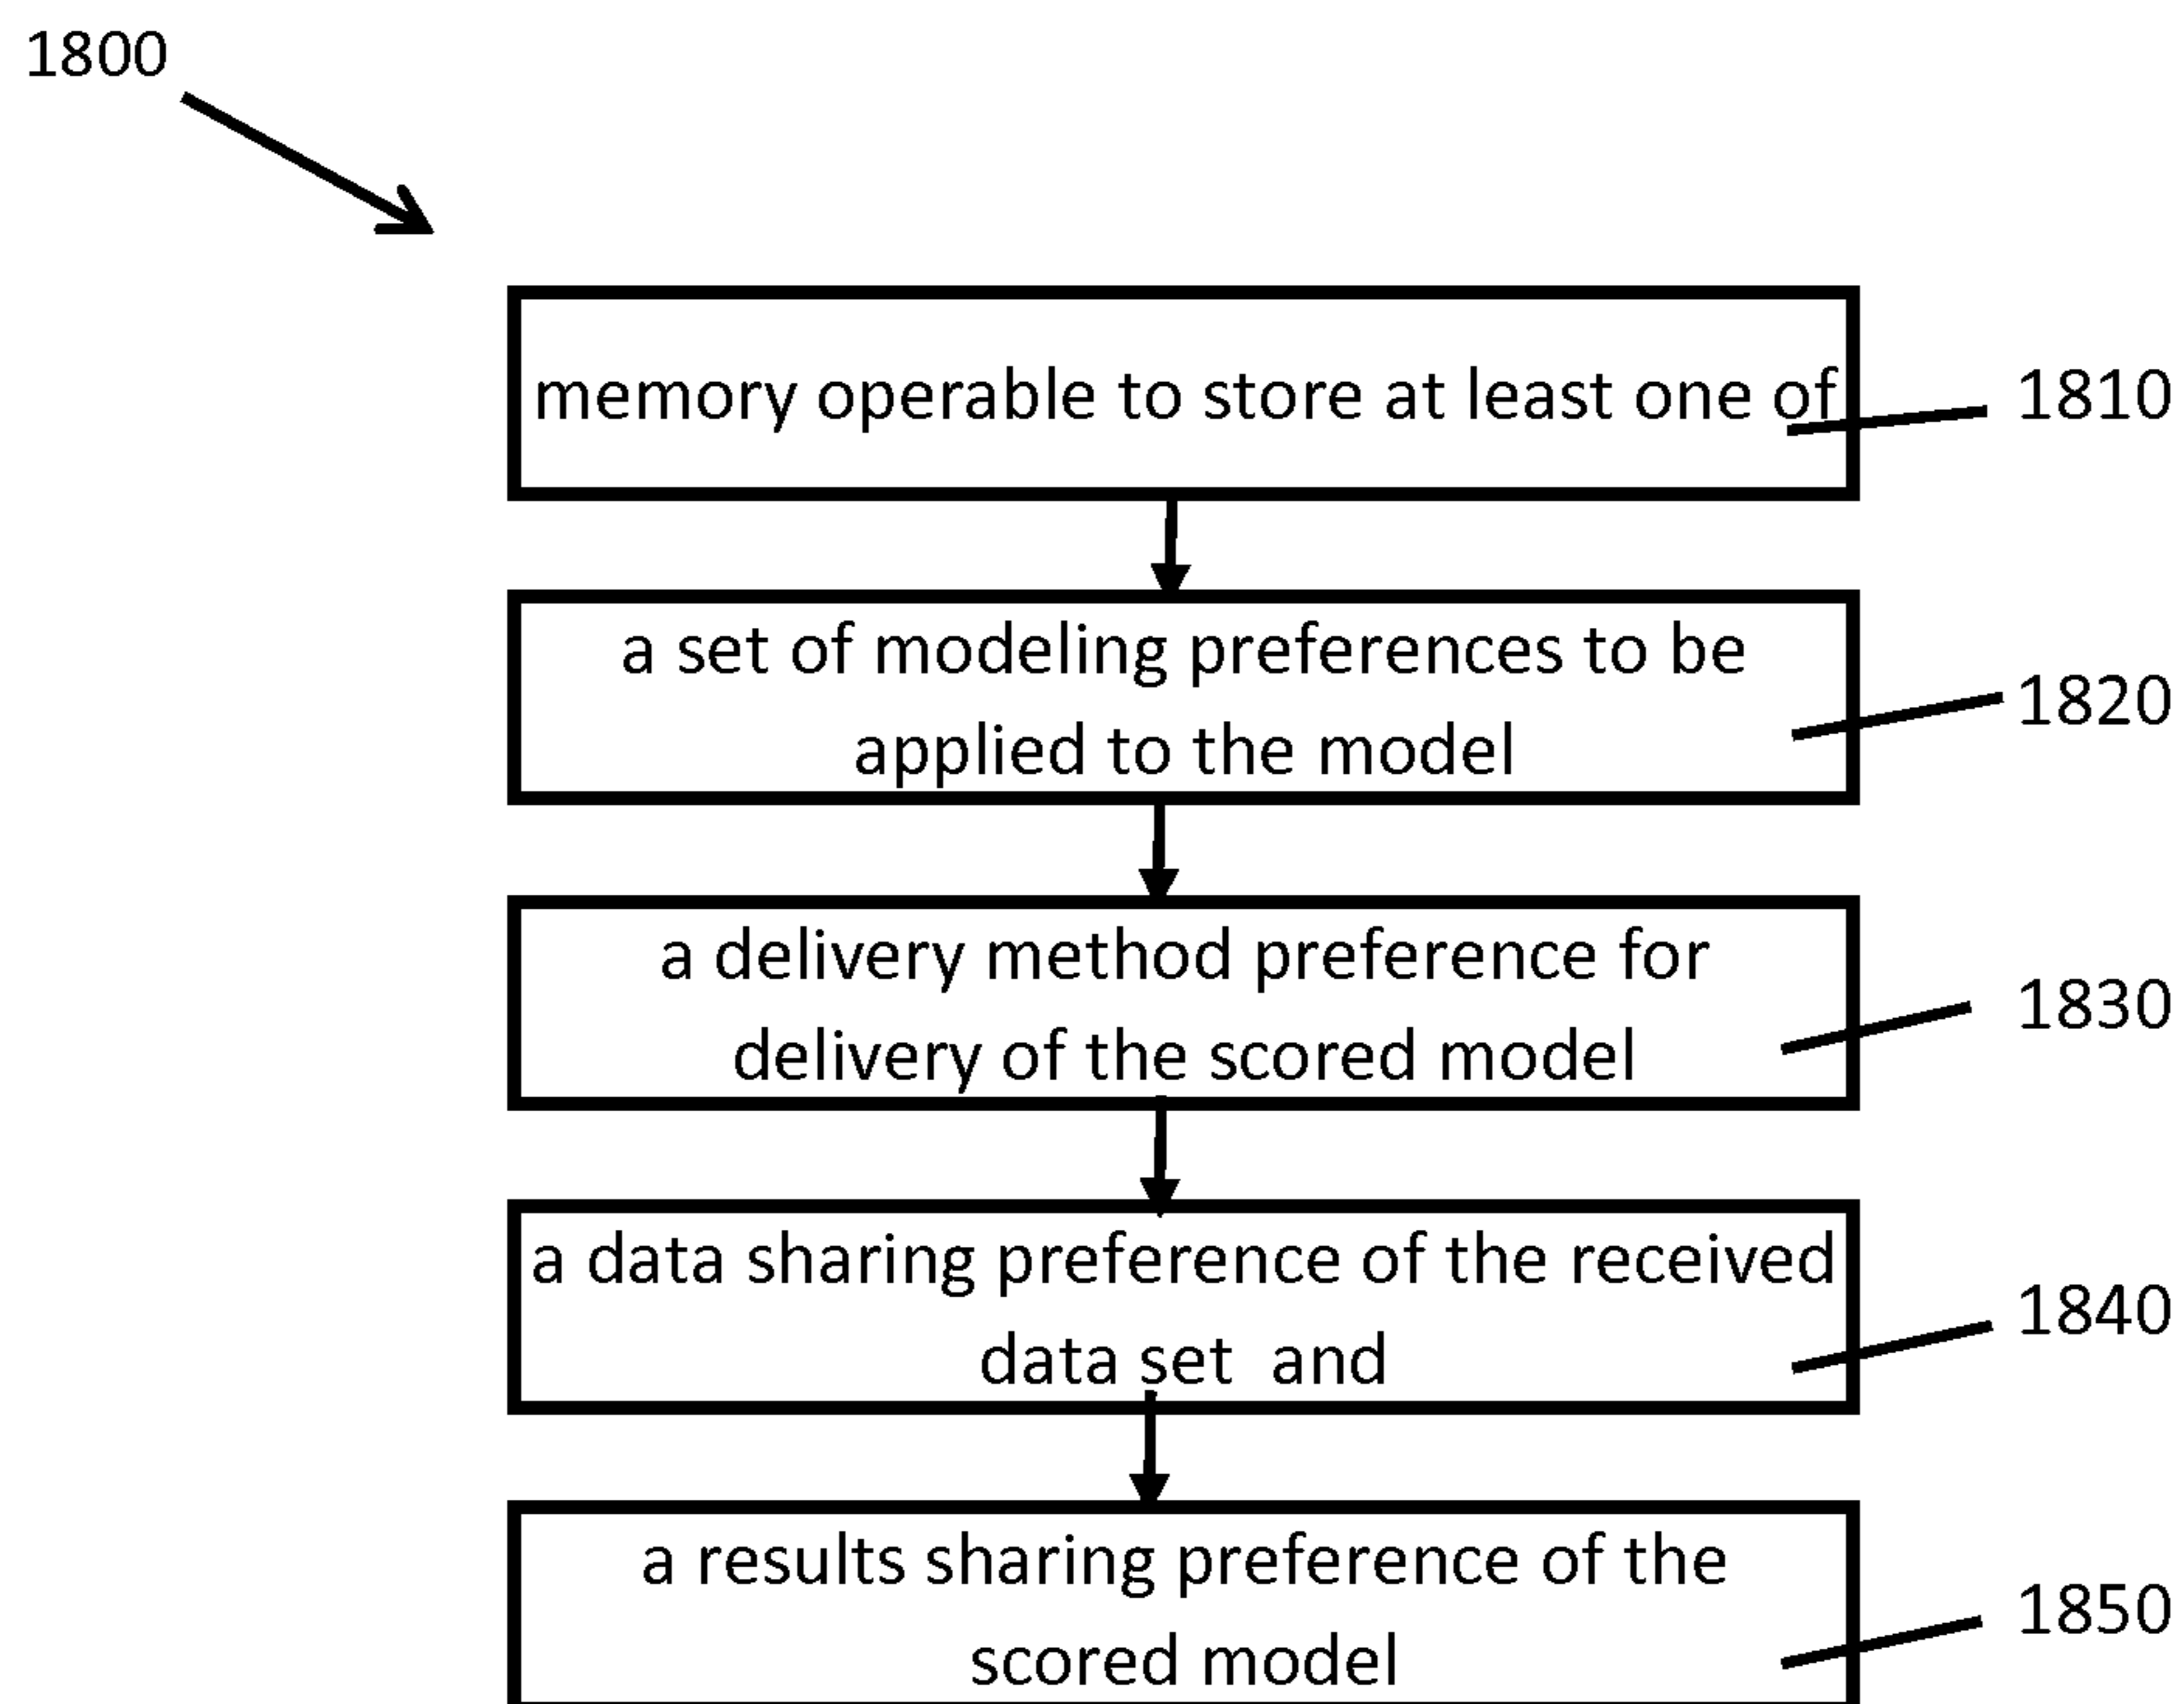 1800
memory operable to store at least one of
1810
a set of modeling preferences to be
applied to the model
1820
a delivery method preference for
delivery of the scored model
1830
a data sharing preference of the received
data set and
1840
a results sharing preference of the
scored model
1850